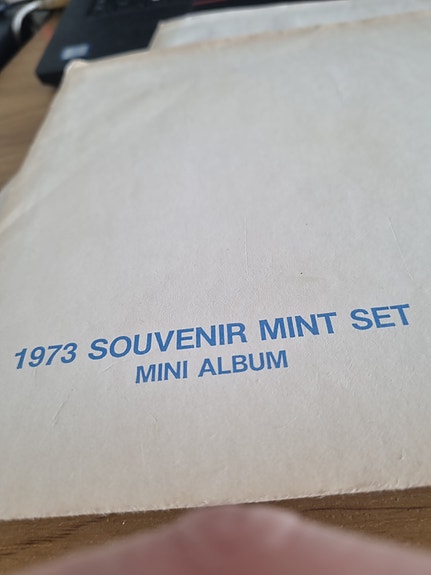 1973 SOUVENIR MINT SET
MINI ALBUM